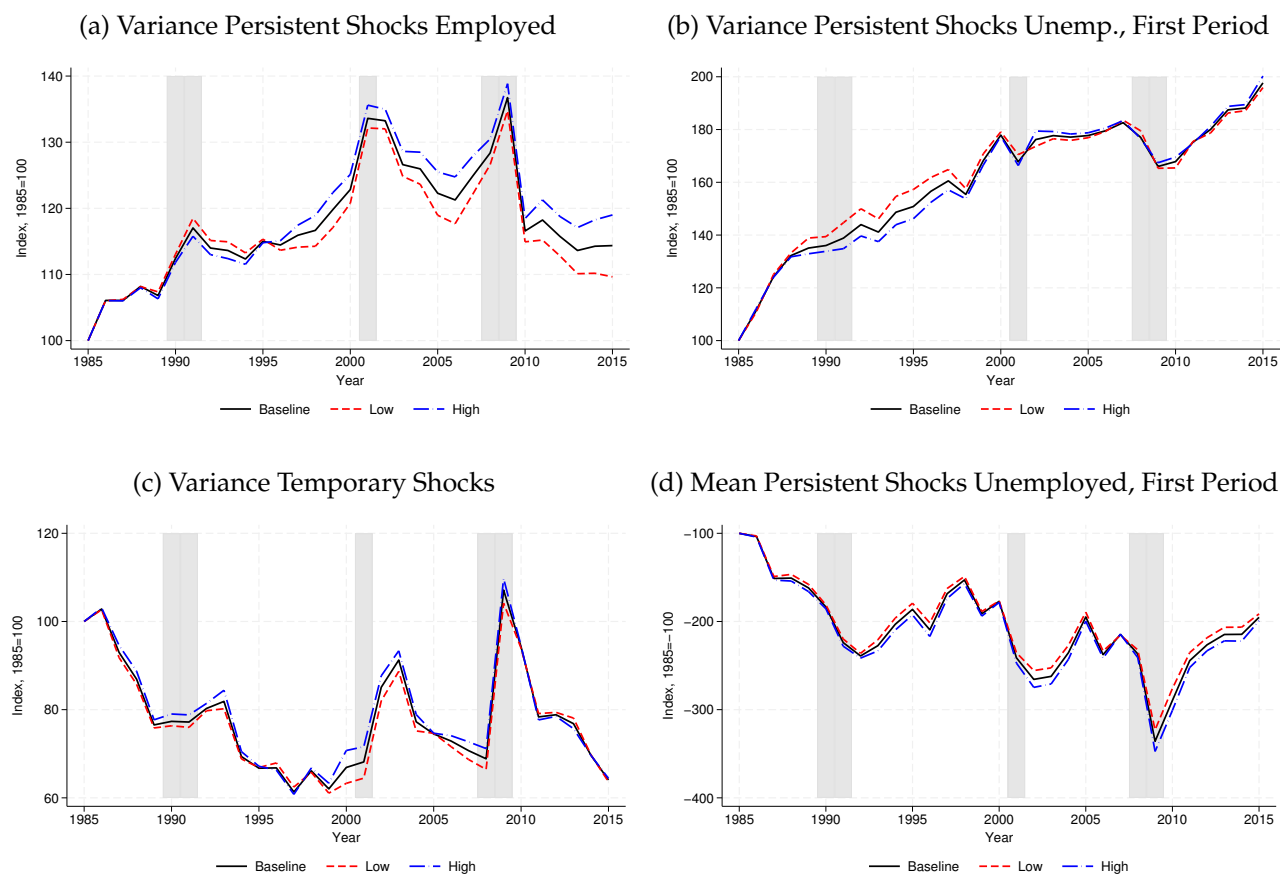 (a) Variance Persistent Shocks Employed
140
130
120
110
100
Index, 1985=100
1985 1990 1995 2000 2005 2010 2015
Year
Baseline Low High
(b) Variance Persistent Shocks Unemp., First Period
200
180
160
140
120
100
Index, 1985=100
1985 1990 1995 2000 2005 2010 2015
Year
Baseline Low High
(c) Variance Temporary Shocks
120
100
80
60
Index, 1985=100
1985 1990 1995 2000 2005 2010 2015
Year
Baseline Low High
(d) Mean Persistent Shocks Unemployed, First Period
−100
−200
−300
−400
Index, 1985=−100
1985 1990 1995 2000 2005 2010 2015
Year
Baseline Low High